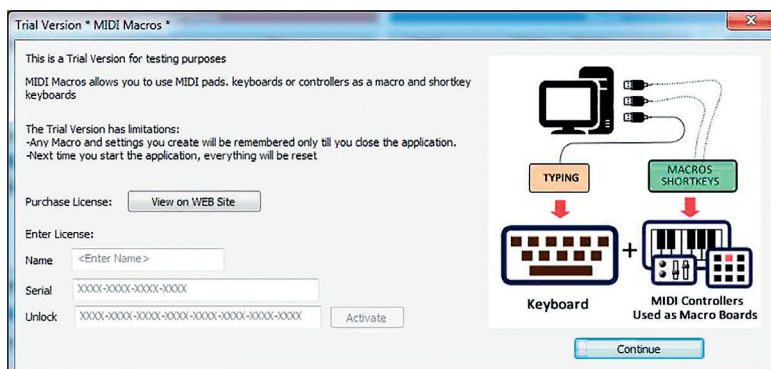 Trial Version * MIDI Macros *
This is a Trial Version for testing purposes
MIDI Macros allows you to use MIDI pads. keyboards or controllers as a macro and shortkey
keyboards
The Trial Version has limitations:
-Any Macro and settings you create will be remembered only till you close the application.
-Next time you start the application, everything will be reset
Purchase License:
View on WEB Site
Enter License:
Name
<Enter Name>
Serial
XXXX-XXXX-XXXX-XXXX
Unlock
XXXX-XXXX-XXXX-XXXX-XXXX-XXXX-XXXX-XXXX
Activate
TYPING
MACROS
SHORTKEYS
Keyboard
MIDI Controllers
Used as Macro Boards
Continue